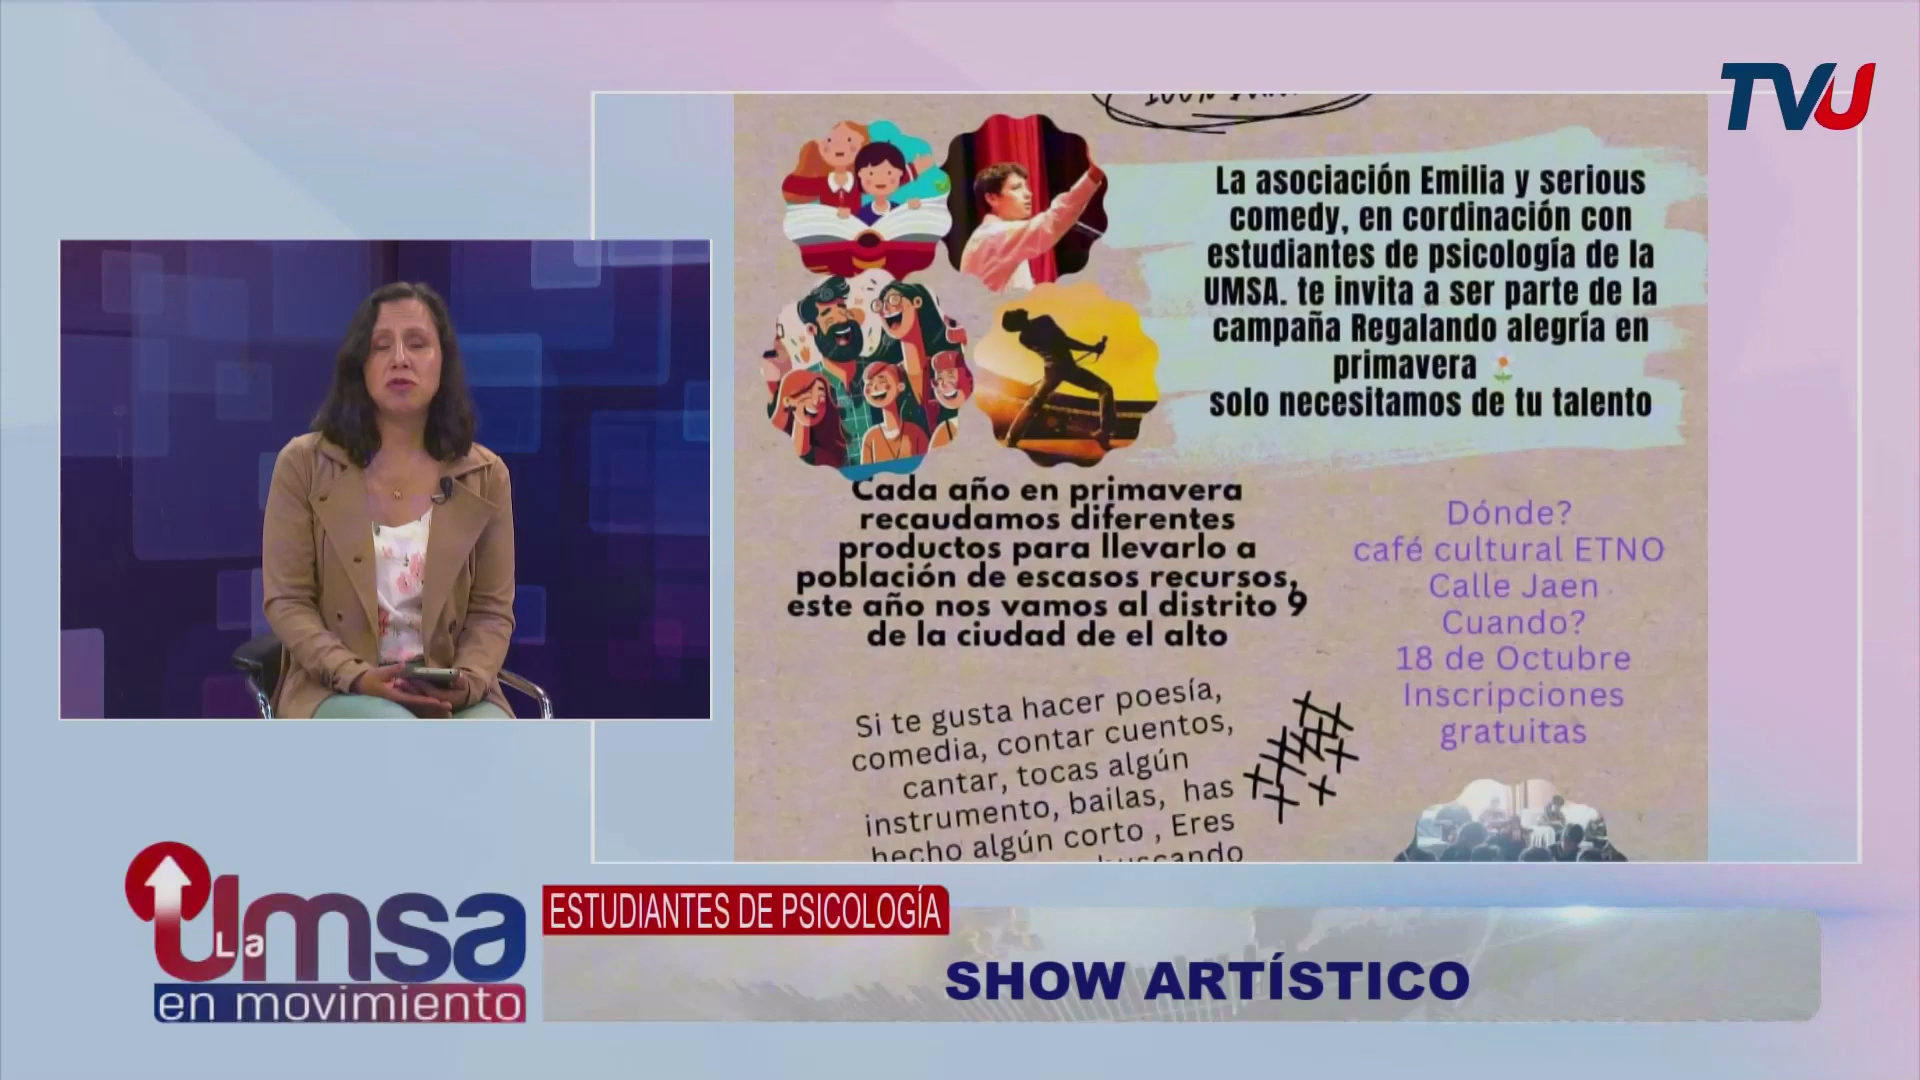 TVU
100%
La asociación Emilia y serious
comedy, en cordinación con
estudiantes de psicología de la
UMSA. te invita a ser parte de la
campaña Regalando alegría en
primavera
solo necesitamos de tu talento
Cada año en primavera
recaudamos diferentes
productos para llevarlo a
población de escasos recursos,
este año nos vamos al distrito 9
de la ciudad de el alto
Dónde?
café cultural ETNO
Calle Jaen
Cuando?
18 de Octubre
Inscripciones
gratuitas
Si te gusta hacer poesía,
comedia, contar cuentos,
cantar, tocas algún
instrumento, bailas, has
hecho algún corto , Eres
buscando
La Umsa
en movimiento
ESTUDIANTES DE PSICOLOGÍA
SHOW ARTÍSTICO